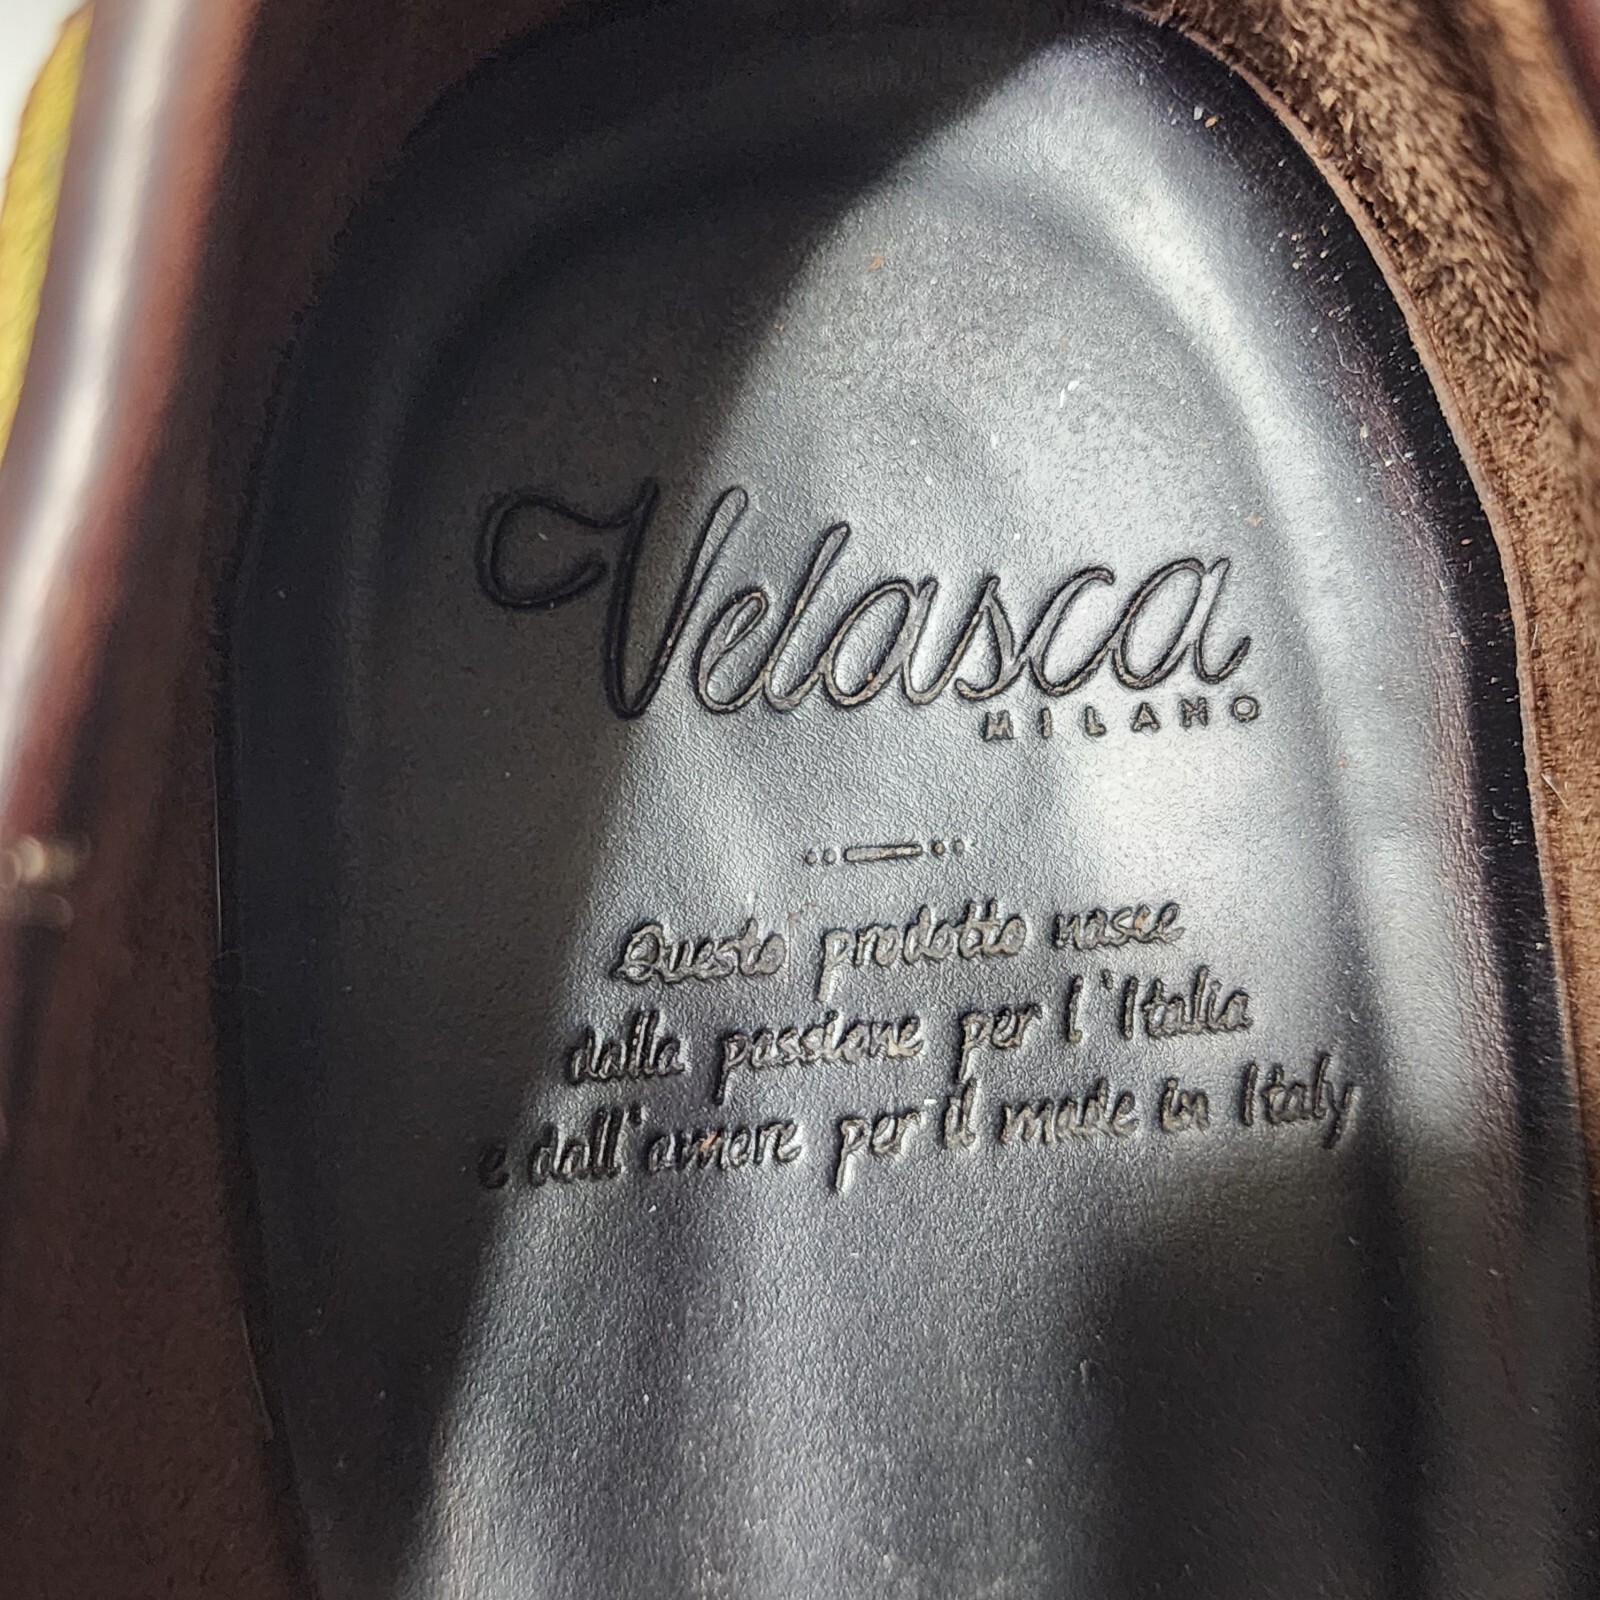 Velasca
MILANO
Questo prodotto nasce
dalla passione per l'Italia
e dall'amore per il made in Italy